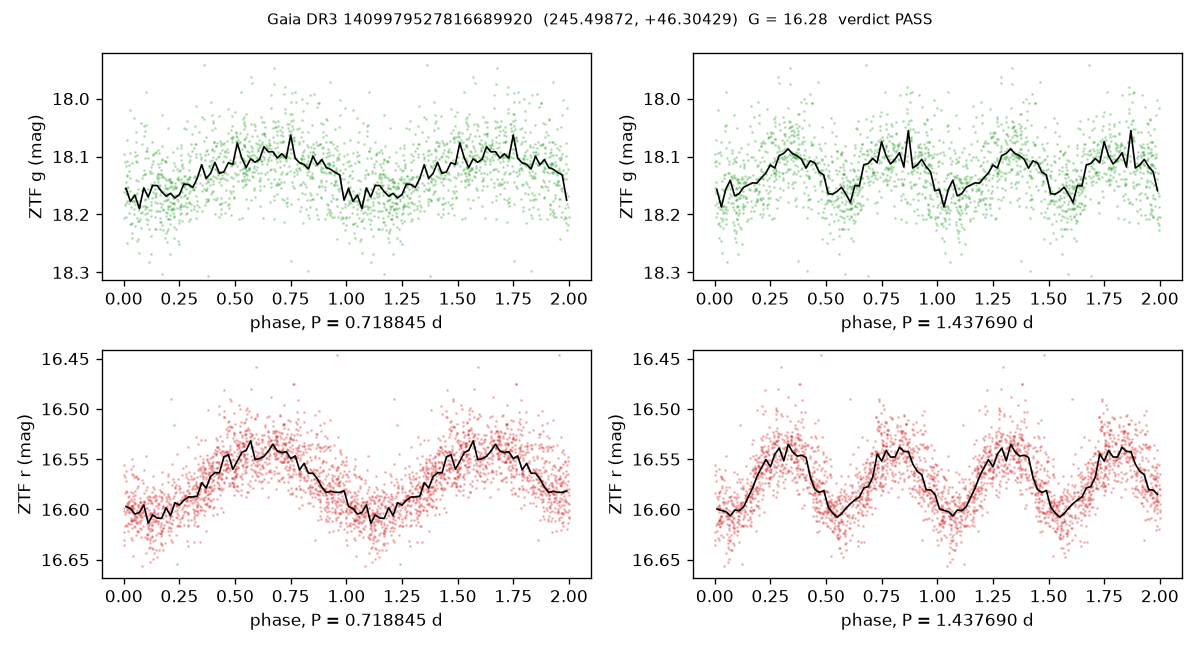 Gaia DR3 1409979527816689920  (245.49872, +46.30429)  G = 16.28  verdict PASS
ZTF g (mag)
18.0
18.1
18.2
18.3
0.00 0.25 0.50 0.75 1.00 1.25 1.50 1.75 2.00
phase, P = 0.718845 d
ZTF g (mag)
18.0
18.1
18.2
18.3
0.00 0.25 0.50 0.75 1.00 1.25 1.50 1.75 2.00
phase, P = 1.437690 d
ZTF r (mag)
16.45
16.50
16.55
16.60
16.65
0.00 0.25 0.50 0.75 1.00 1.25 1.50 1.75 2.00
phase, P = 0.718845 d
ZTF r (mag)
16.45
16.50
16.55
16.60
16.65
0.00 0.25 0.50 0.75 1.00 1.25 1.50 1.75 2.00
phase, P = 1.437690 d